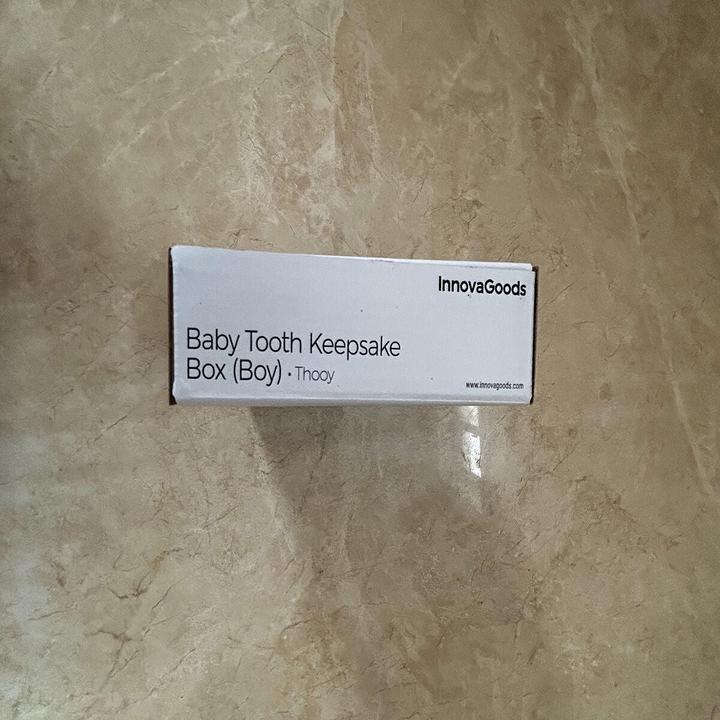 InnovaGoods
Baby Tooth Keepsake
Box (Boy) • Thooy
www.innovagoods.com